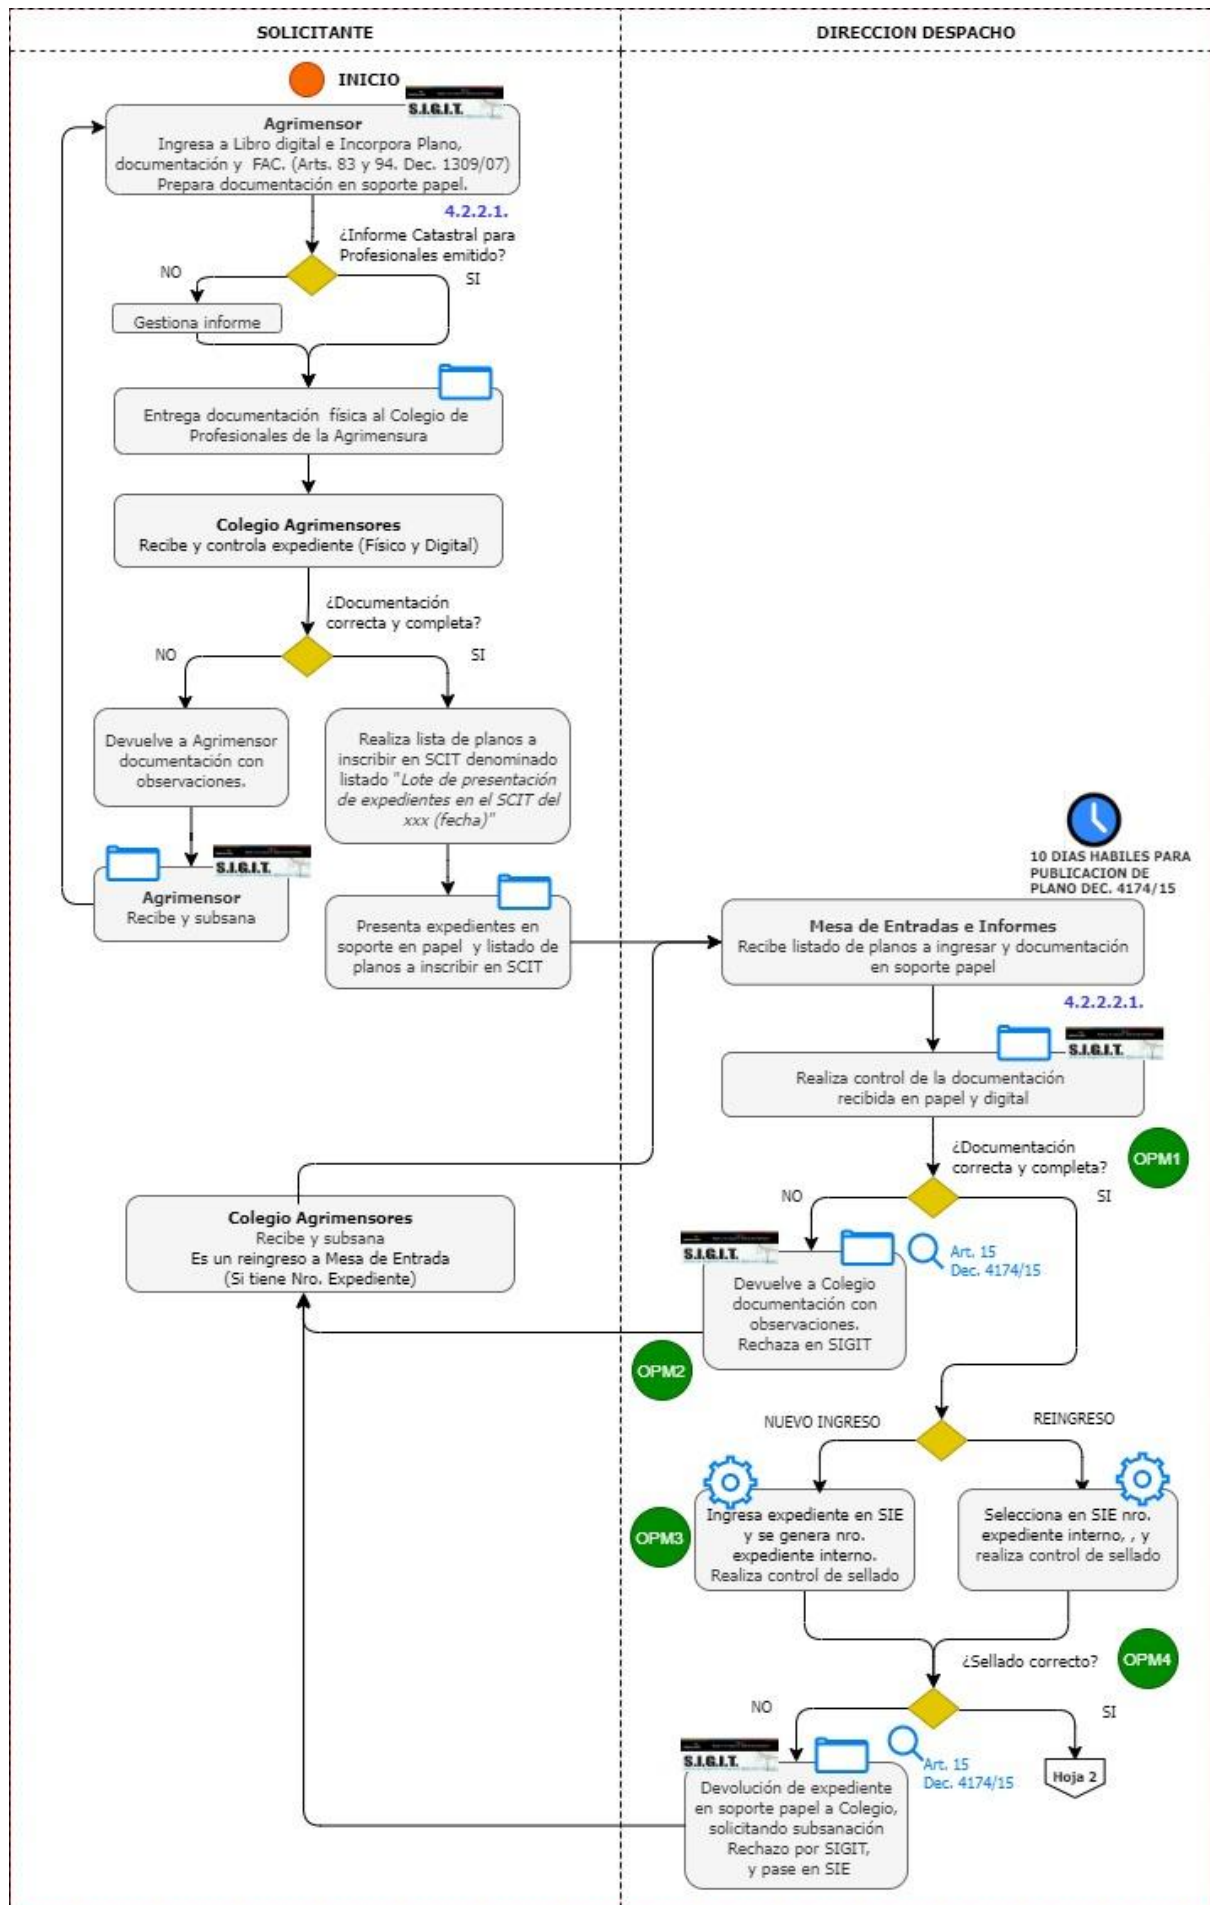 SOLICITANTE
DIRECCION DESPACHO
INICIO
S.I.G.I.T.
Agrimensor
Ingresa a Libro digital e Incorpora Plano,
documentación y FAC. (Arts. 83 y 94. Dec. 1309/07)
Prepara documentación en soporte papel.
4.2.2.1.
¿Informe Catastral para
Profesionales emitido?
NO
SI
Gestiona informe
Entrega documentación física al Colegio de
Profesionales de la Agrimensura
Colegio Agrimensores
Recibe y controla expediente (Físico y Digital)
¿Documentación
correcta y completa?
NO
SI
Devuelve a Agrimensor
documentación con
observaciones.
Realiza lista de planos a
inscribir en SCIT denominado
listado "Lote de presentación
de expedientes en el SCIT del
xxx (fecha)"
S.I.G.I.T.
Agrimensor
Recibe y subsana
Presenta expedientes en
soporte en papel y listado de
planos a inscribir en SCIT
10 DIAS HABILES PARA
PUBLICACION DE
PLANO DEC. 4174/15
Mesa de Entradas e Informes
Recibe listado de planos a ingresar y documentación
en soporte papel
4.2.2.2.1.
S.I.G.I.T.
Realiza control de la documentación
recibida en papel y digital
¿Documentación
correcta y completa?
OPM1
NO
SI
Colegio Agrimensores
Recibe y subsana
Es un reingreso a Mesa de Entrada
(Si tiene Nro. Expediente)
S.I.G.I.T.
Art. 15
Dec. 4174/15
Devuelve a Colegio
documentación con
observaciones.
Rechaza en SIGIT
OPM2
NUEVO INGRESO
REINGRESO
OPM3
Ingresa expediente en SIE
y se genera nro.
expediente interno.
Realiza control de sellado
Selecciona en SIE nro.
expediente interno, , y
realiza control de sellado
¿Sellado correcto?
OPM4
NO
SI
S.I.G.I.T.
Art. 15
Dec. 4174/15
Hoja 2
Devolución de expediente
en soporte papel a Colegio,
solicitando subsanación
Rechazo por SIGIT,
y pase en SIE